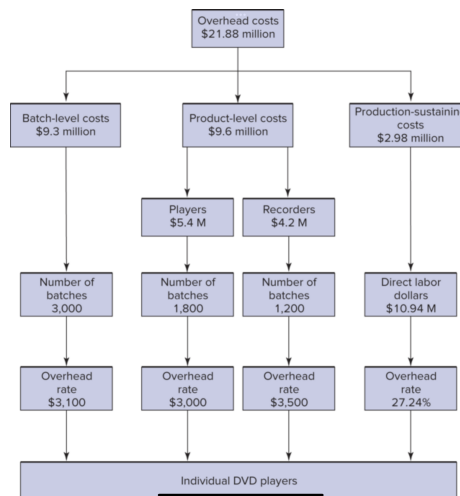 Overhead costs
$21.88 million
Batch-level costs
$9.3 million
Product-level costs
$9.6 million
Production-sustainin
costs
$2.98 million
Players
$5.4 M
Recorders
$4.2 M
Number of
batches
3,000
Number of
batches
1,800
Number of
batches
1,200
Direct labor
dollars
$10.94 M
Overhead
rate
$3,100
Overhead
rate
$3,000
Overhead
rate
$3,500
Overhead
rate
27.24%
Individual DVD players